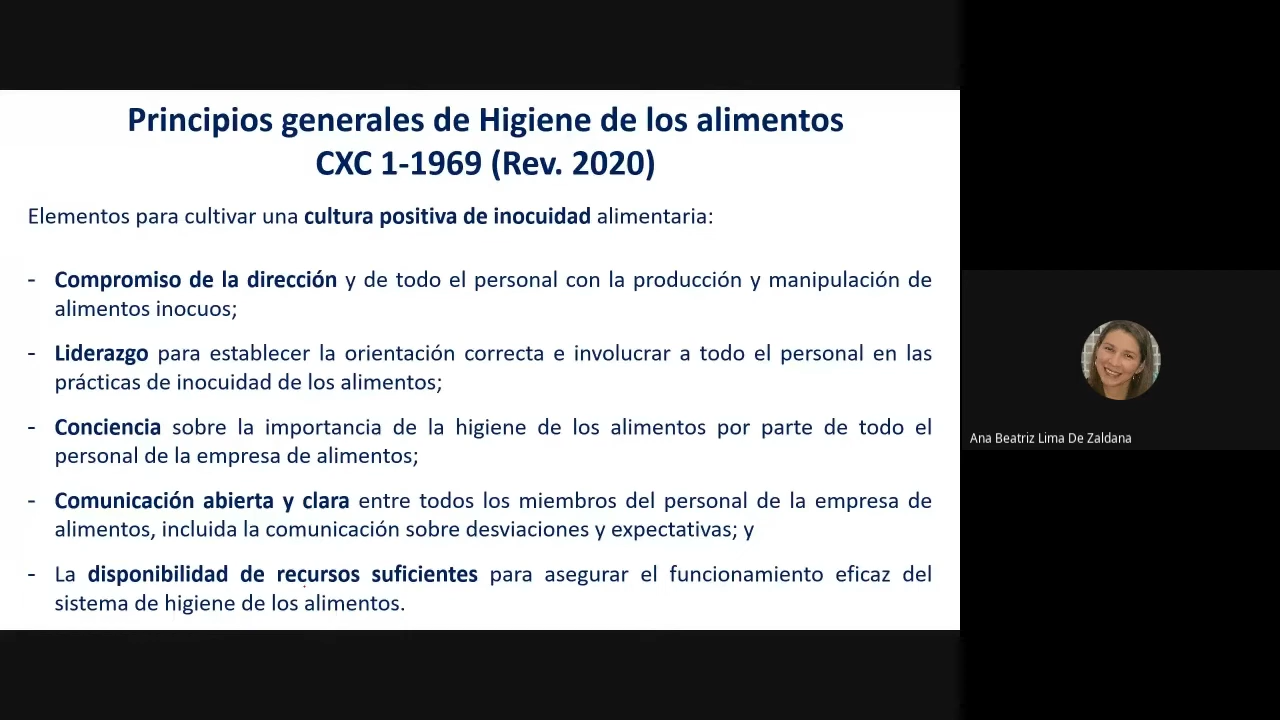 Principios generales de Higiene de los alimentos
CXC 1-1969 (Rev. 2020)
Elementos para cultivar una cultura positiva de inocuidad alimentaria:
- Compromiso de la dirección y de todo el personal con la producción y manipulación de
alimentos inocuos;
- Liderazgo para establecer la orientación correcta e involucrar a todo el personal en las
prácticas de inocuidad de los alimentos;
- Conciencia sobre la importancia de la higiene de los alimentos por parte de todo el
personal de la empresa de alimentos;
- Comunicación abierta y clara entre todos los miembros del personal de la empresa de
alimentos, incluida la comunicación sobre desviaciones y expectativas; y
- La disponibilidad de recursos suficientes para asegurar el funcionamiento eficaz del
sistema de higiene de los alimentos.
Ana Beatriz Lima De Zaldana